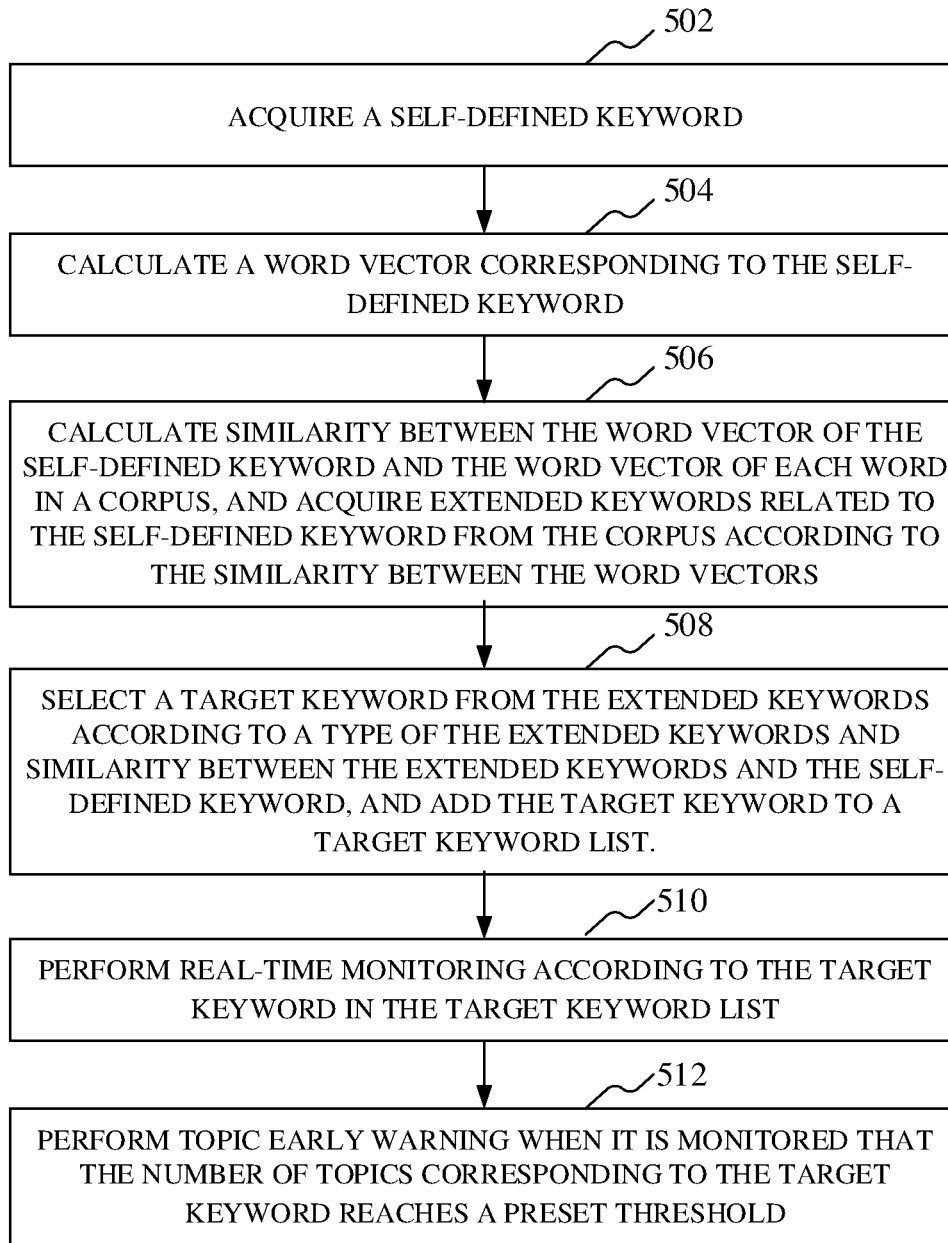 502
ACQUIRE A SELF-DEFINED KEYWORD
504
CALCULATE A WORD VECTOR CORRESPONDING TO THE SELF-
DEFINED KEYWORD
506
CALCULATE SIMILARITY BETWEEN THE WORD VECTOR OF THE
SELF-DEFINED KEYWORD AND THE WORD VECTOR OF EACH WORD
IN A CORPUS, AND ACQUIRE EXTENDED KEYWORDS RELATED TO
THE SELF-DEFINED KEYWORD FROM THE CORPUS ACCORDING TO
THE SIMILARITY BETWEEN THE WORD VECTORS
508
SELECT A TARGET KEYWORD FROM THE EXTENDED KEYWORDS
ACCORDING TO A TYPE OF THE EXTENDED KEYWORDS AND
SIMILARITY BETWEEN THE EXTENDED KEYWORDS AND THE SELF-
DEFINED KEYWORD, AND ADD THE TARGET KEYWORD TO A
TARGET KEYWORD LIST.
510
PERFORM REAL-TIME MONITORING ACCORDING TO THE TARGET
KEYWORD IN THE TARGET KEYWORD LIST
512
PERFORM TOPIC EARLY WARNING WHEN IT IS MONITORED THAT
THE NUMBER OF TOPICS CORRESPONDING TO THE TARGET
KEYWORD REACHES A PRESET THRESHOLD